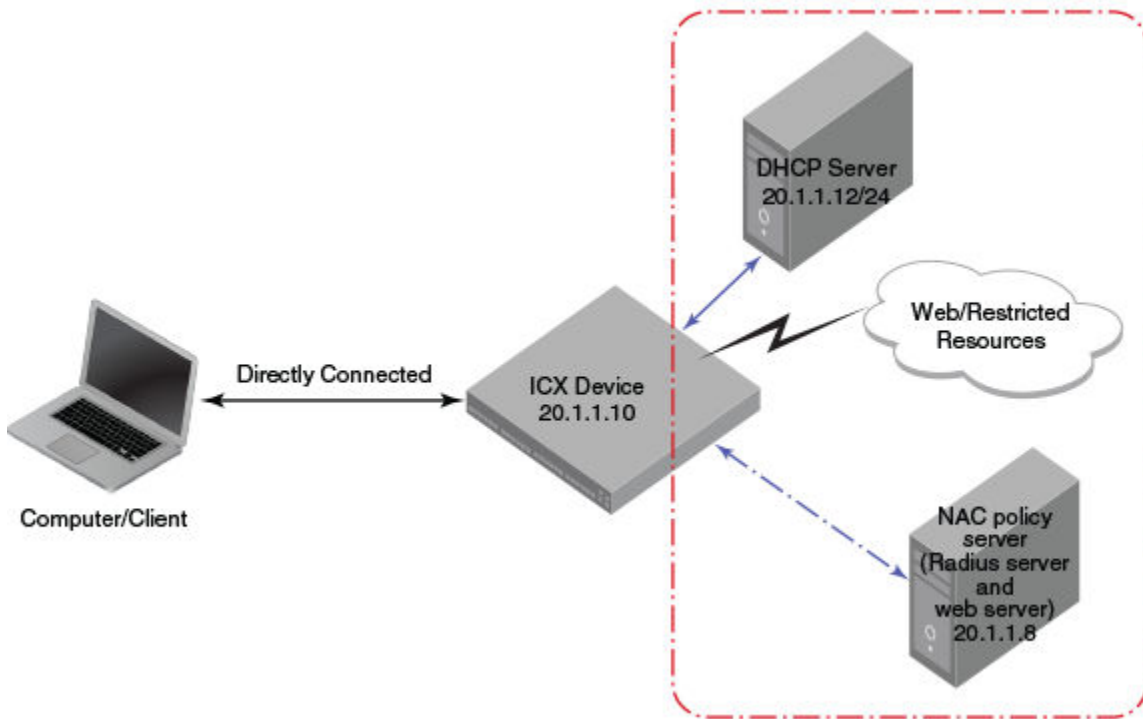 DHCP Server
20.1.1.12/24
Web/Restricted
Resources
Directly Connected
ICX Device
20.1.1.10
Computer/Client
NAC policy
server
(Radius server
and
web server)
20.1.1.8